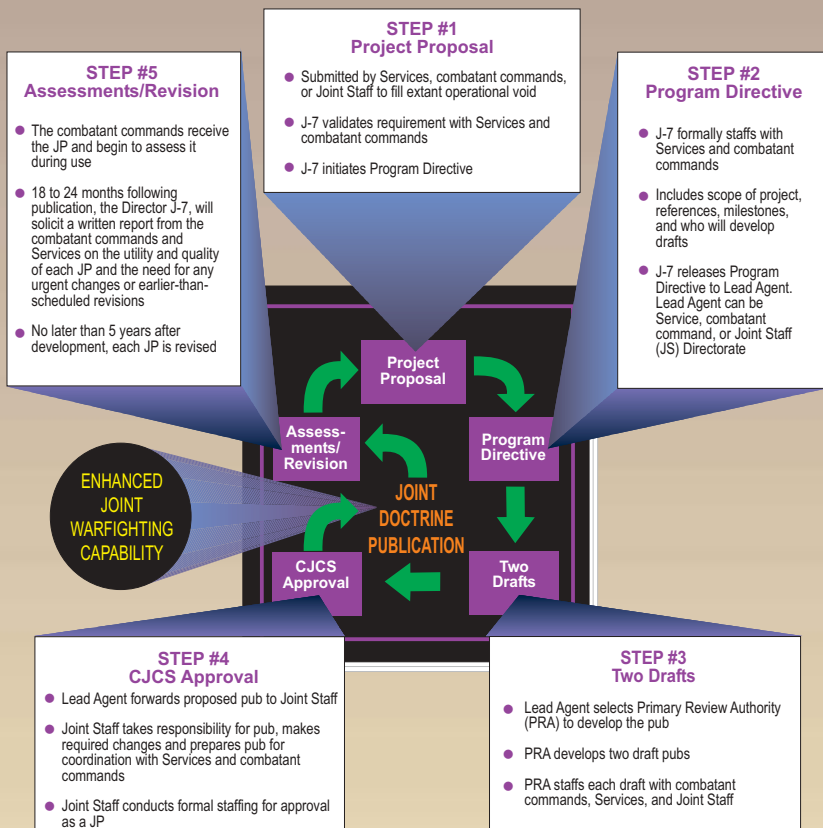 STEP #1
Project Proposal
Submitted by Services, combatant commands,
or Joint Staff to fill extant operational void
J-7 validates requirement with Services and
combatant commands
J-7 initiates Program Directive
STEP #5
Assessments/Revision
The combatant commands receive
the JP and begin to assess it
during use
18 to 24 months following
publication, the Director J-7, will
solicit a written report from the
combatant commands and
Services on the utility and quality
of each JP and the need for any
urgent changes or earlier-than-
scheduled revisions
No later than 5 years after
development, each JP is revised
STEP #2
Program Directive
J-7 formally staffs with
Services and combatant
commands
Includes scope of project,
references, milestones,
and who will develop
drafts
J-7 releases Program
Directive to Lead Agent.
Lead Agent can be
Service, combatant
command, or Joint Staff
(JS) Directorate
Project
Proposal
Assess-
ments/
Revision
Program
Directive
ENHANCED
JOINT
WARFIGHTING
CAPABILITY
JOINT
DOCTRINE
PUBLICATION
CJCS
Approval
Two
Drafts
STEP #4
CJCS Approval
Lead Agent forwards proposed pub to Joint Staff
Joint Staff takes responsibility for pub, makes
required changes and prepares pub for
coordination with Services and combatant
commands
Joint Staff conducts formal staffing for approval
as a JP
STEP #3
Two Drafts
Lead Agent selects Primary Review Authority
(PRA) to develop the pub
PRA develops two draft pubs
PRA staffs each draft with combatant
commands, Services, and Joint Staff